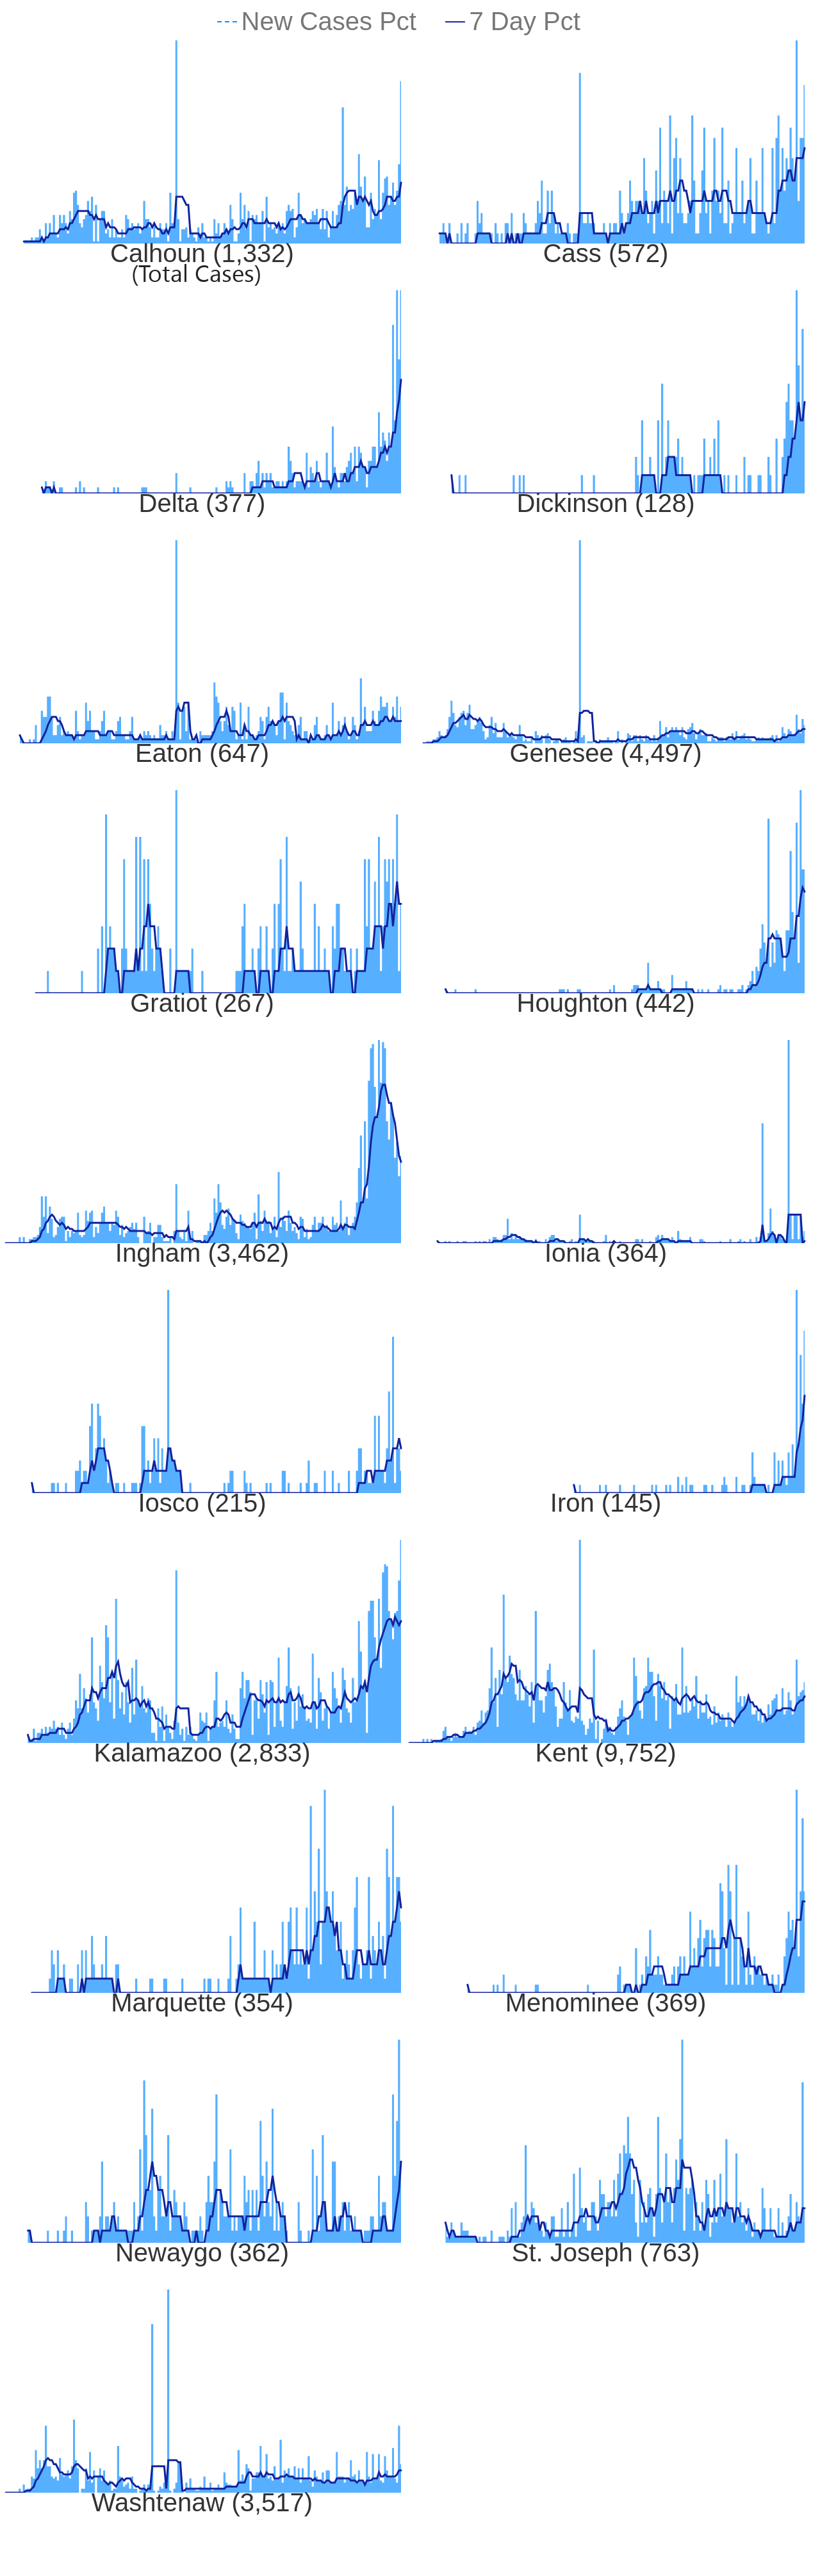 New Cases Pct 7 Day Pct
Calhoun (1,332) Cass (572)
(Total Cases)
Delta (377) Dickinson (128)
Eaton (647) Genesee (4,497)
Gratiot (267) Houghton (442)
Ingham (3,462) Ionia (364)
Iosco (215) Iron (145)
Kalamazoo (2,833) Kent (9,752)
Marquette (354) Menominee (369)
Newaygo (362) St. Joseph (763)
Washtenaw (3,517)